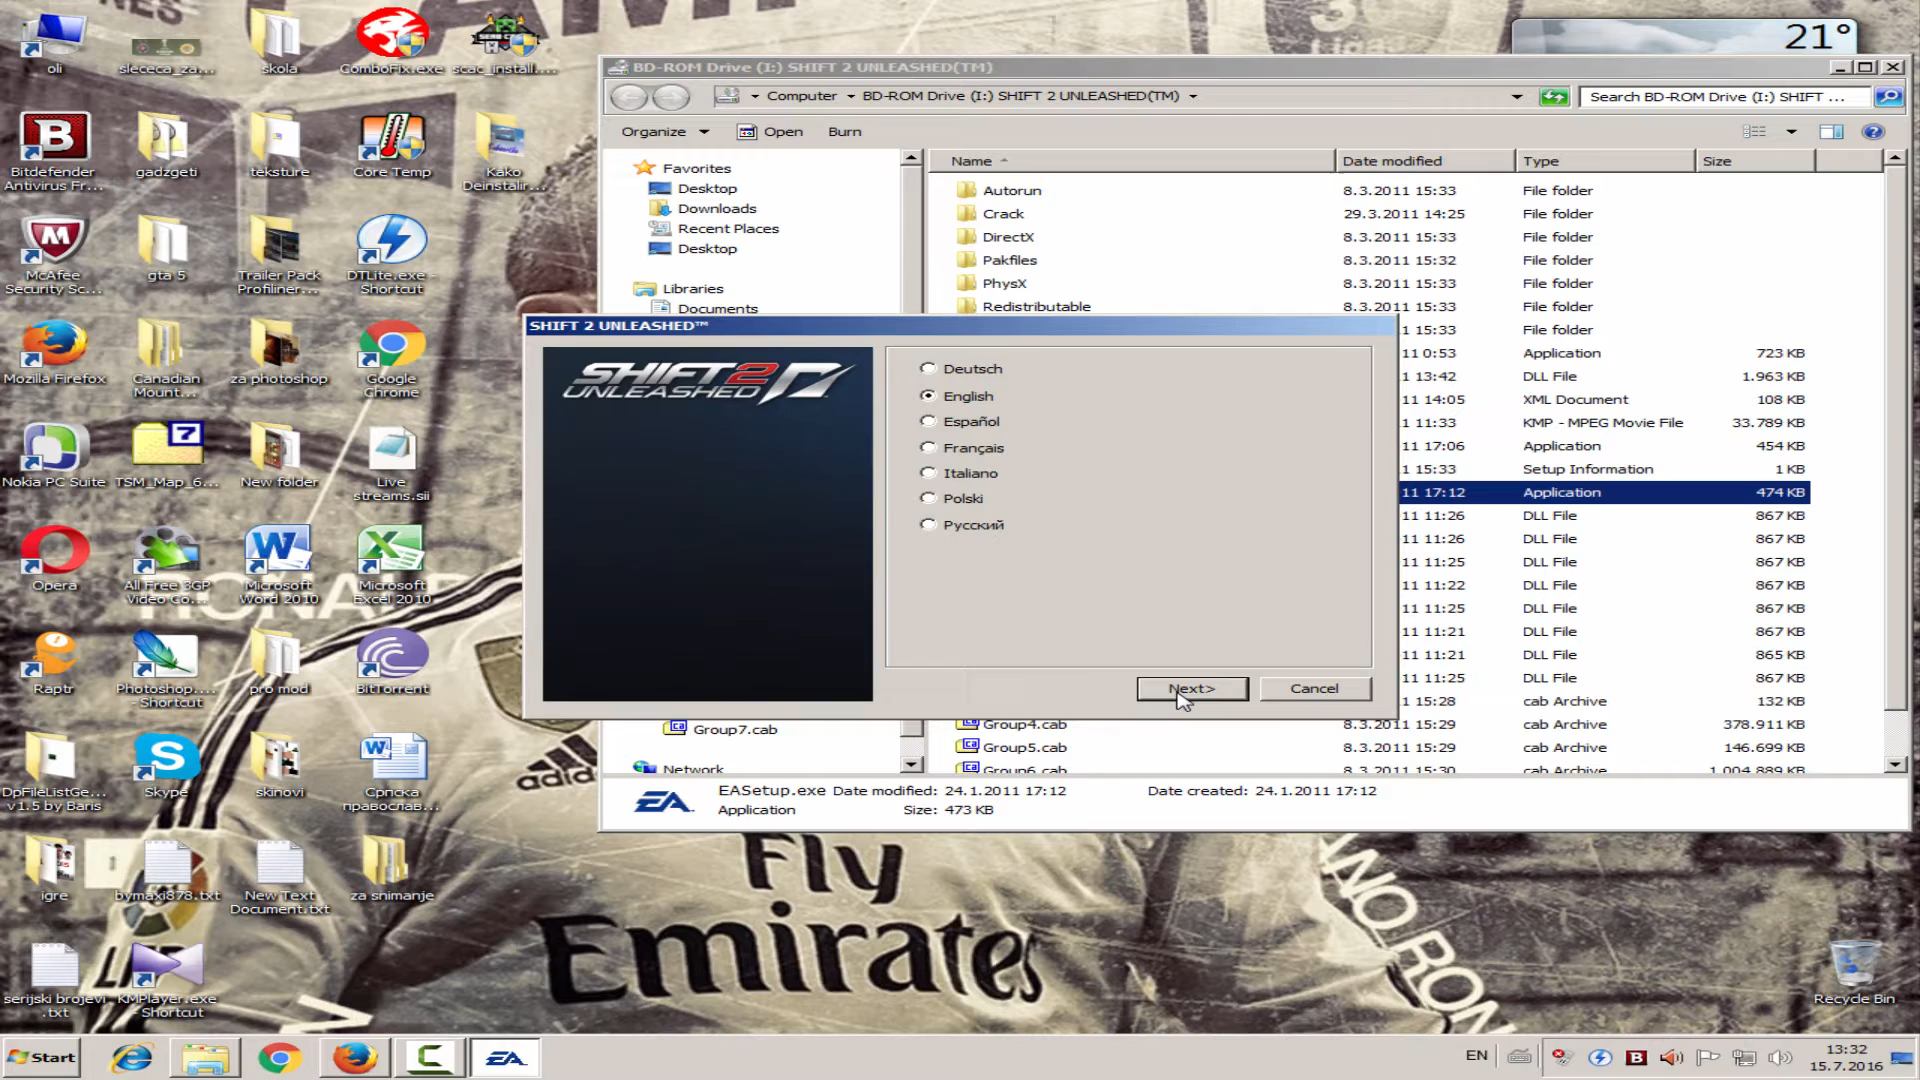 21°
oli
slececa_za...
skola
ComboFix.exe
scac_install....
Bitdefender
Antivirus Fr...
gadzgeti
teksture
Core Temp
Kako
Deinstalir...
McAfee
Security Sc...
gta 5
Trailer Pack
Profiliner...
DTLite.exe -
Shortcut
Mozilla Firefox
Canadian
Mount...
za photoshop
Google
Chrome
Nokia PC Suite
TSM_Map_6...
New folder
Live
streams.sii
Opera
All Free 3GP
Video Co...
Microsoft
Word 2010
Microsoft
Excel 2010
Raptr
Photoshop....
- Shortcut
pro mod
BitTorrent
DpFileListGe...
v1.5 by Baris
Skype
skinovi
Српска
православ...
igre
bymaxi878.txt
New Text
Document.txt
za snimanje
serijski brojevi
.txt
KMPlayer.exe
- Shortcut
BD-ROM Drive (I:) SHIFT 2 UNLEASHED(TM)
Computer
BD-ROM Drive (I:) SHIFT 2 UNLEASHED(TM)
Search BD-ROM Drive (I:) SHIFT ...
Organize
Open
Burn
Favorites
Desktop
Downloads
Recent Places
Desktop
Libraries
Documents
Group7.cab
Network
Name Date modified Type Size
Autorun 8.3.2011 15:33 File folder
Crack 29.3.2011 14:25 File folder
DirectX 8.3.2011 15:33 File folder
Pakfiles 8.3.2011 15:32 File folder
PhysX 8.3.2011 15:33 File folder
Redistributable 8.3.2011 15:33 File folder
11 15:33 File folder
11 0:53 Application 723 KB
11 13:42 DLL File 1.963 KB
11 14:05 XML Document 108 KB
11 11:33 KMP - MPEG Movie File 33.789 KB
11 17:06 Application 454 KB
11 15:33 Setup Information 1 KB
11 17:12 Application 474 KB
11 11:26 DLL File 867 KB
11 11:26 DLL File 867 KB
11 11:25 DLL File 867 KB
11 11:22 DLL File 867 KB
11 11:25 DLL File 867 KB
11 11:21 DLL File 867 KB
11 11:21 DLL File 865 KB
11 11:25 DLL File 867 KB
11 15:28 cab Archive 132 KB
Group4.cab 8.3.2011 15:29 cab Archive 378.911 KB
Group5.cab 8.3.2011 15:29 cab Archive 146.699 KB
Group6.cab 8.3.2011 15:30 cab Archive 1.004.889 KB
EA
EASetup.exe Date modified: 24.1.2011 17:12 Date created: 24.1.2011 17:12
Application Size: 473 KB
SHIFT 2 UNLEASHED™
SHIFT 2
UNLEASHED
Deutsch
English
Español
Français
Italiano
Polski
Русский
Next>
Cancel
adidas
Fly
Emirates
Recycle Bin
Start
EN
13:32
15.7.2016